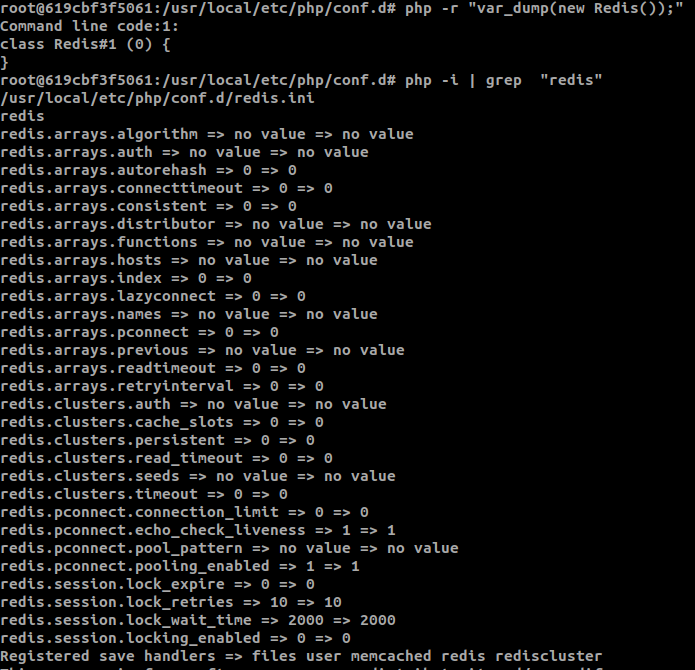 root@619cbf3f5061:/usr/local/etc/php/conf.d# php -r "var_dump(new Redis());"
Command line code:1:
class Redis#1 (0) {
}
root@619cbf3f5061:/usr/local/etc/php/conf.d# php -i | grep  "redis"
/usr/local/etc/php/conf.d/redis.ini
redis
redis.arrays.algorithm => no value => no value
redis.arrays.auth => no value => no value
redis.arrays.autorehash => 0 => 0
redis.arrays.connecttimeout => 0 => 0
redis.arrays.consistent => 0 => 0
redis.arrays.distributor => no value => no value
redis.arrays.functions => no value => no value
redis.arrays.hosts => no value => no value
redis.arrays.index => 0 => 0
redis.arrays.lazyconnect => 0 => 0
redis.arrays.names => no value => no value
redis.arrays.pconnect => 0 => 0
redis.arrays.previous => no value => no value
redis.arrays.readtimeout => 0 => 0
redis.arrays.retryinterval => 0 => 0
redis.clusters.auth => no value => no value
redis.clusters.cache_slots => 0 => 0
redis.clusters.persistent => 0 => 0
redis.clusters.read_timeout => 0 => 0
redis.clusters.seeds => no value => no value
redis.clusters.timeout => 0 => 0
redis.pconnect.connection_limit => 0 => 0
redis.pconnect.echo_check_liveness => 1 => 1
redis.pconnect.pool_pattern => no value => no value
redis.pconnect.pooling_enabled => 1 => 1
redis.session.lock_expire => 0 => 0
redis.session.lock_retries => 10 => 10
redis.session.lock_wait_time => 2000 => 2000
redis.session.locking_enabled => 0 => 0
Registered save handlers => files user memcached redis rediscluster